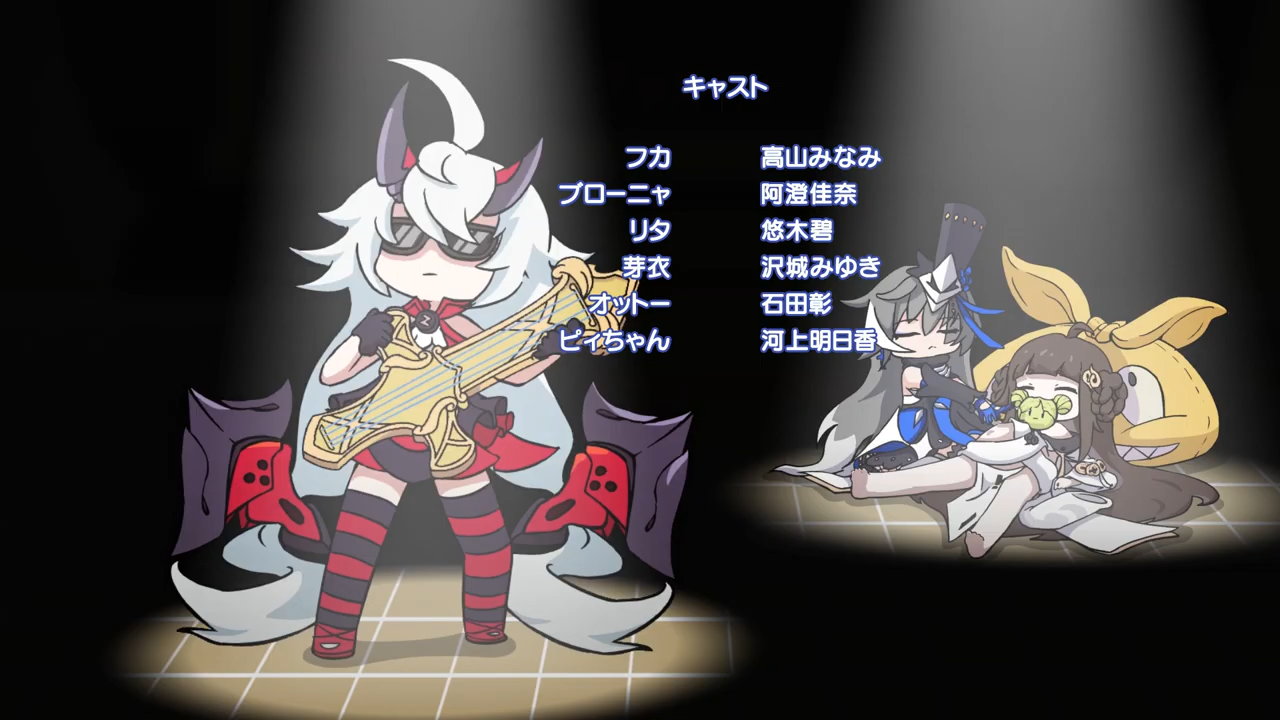 キャスト
フカ 高山みなみ
ブローニャ 阿澄佳奈
リタ 悠木碧
芽衣 沢城みゆき
オットー 石田彰
ピィちゃん 河上明日香